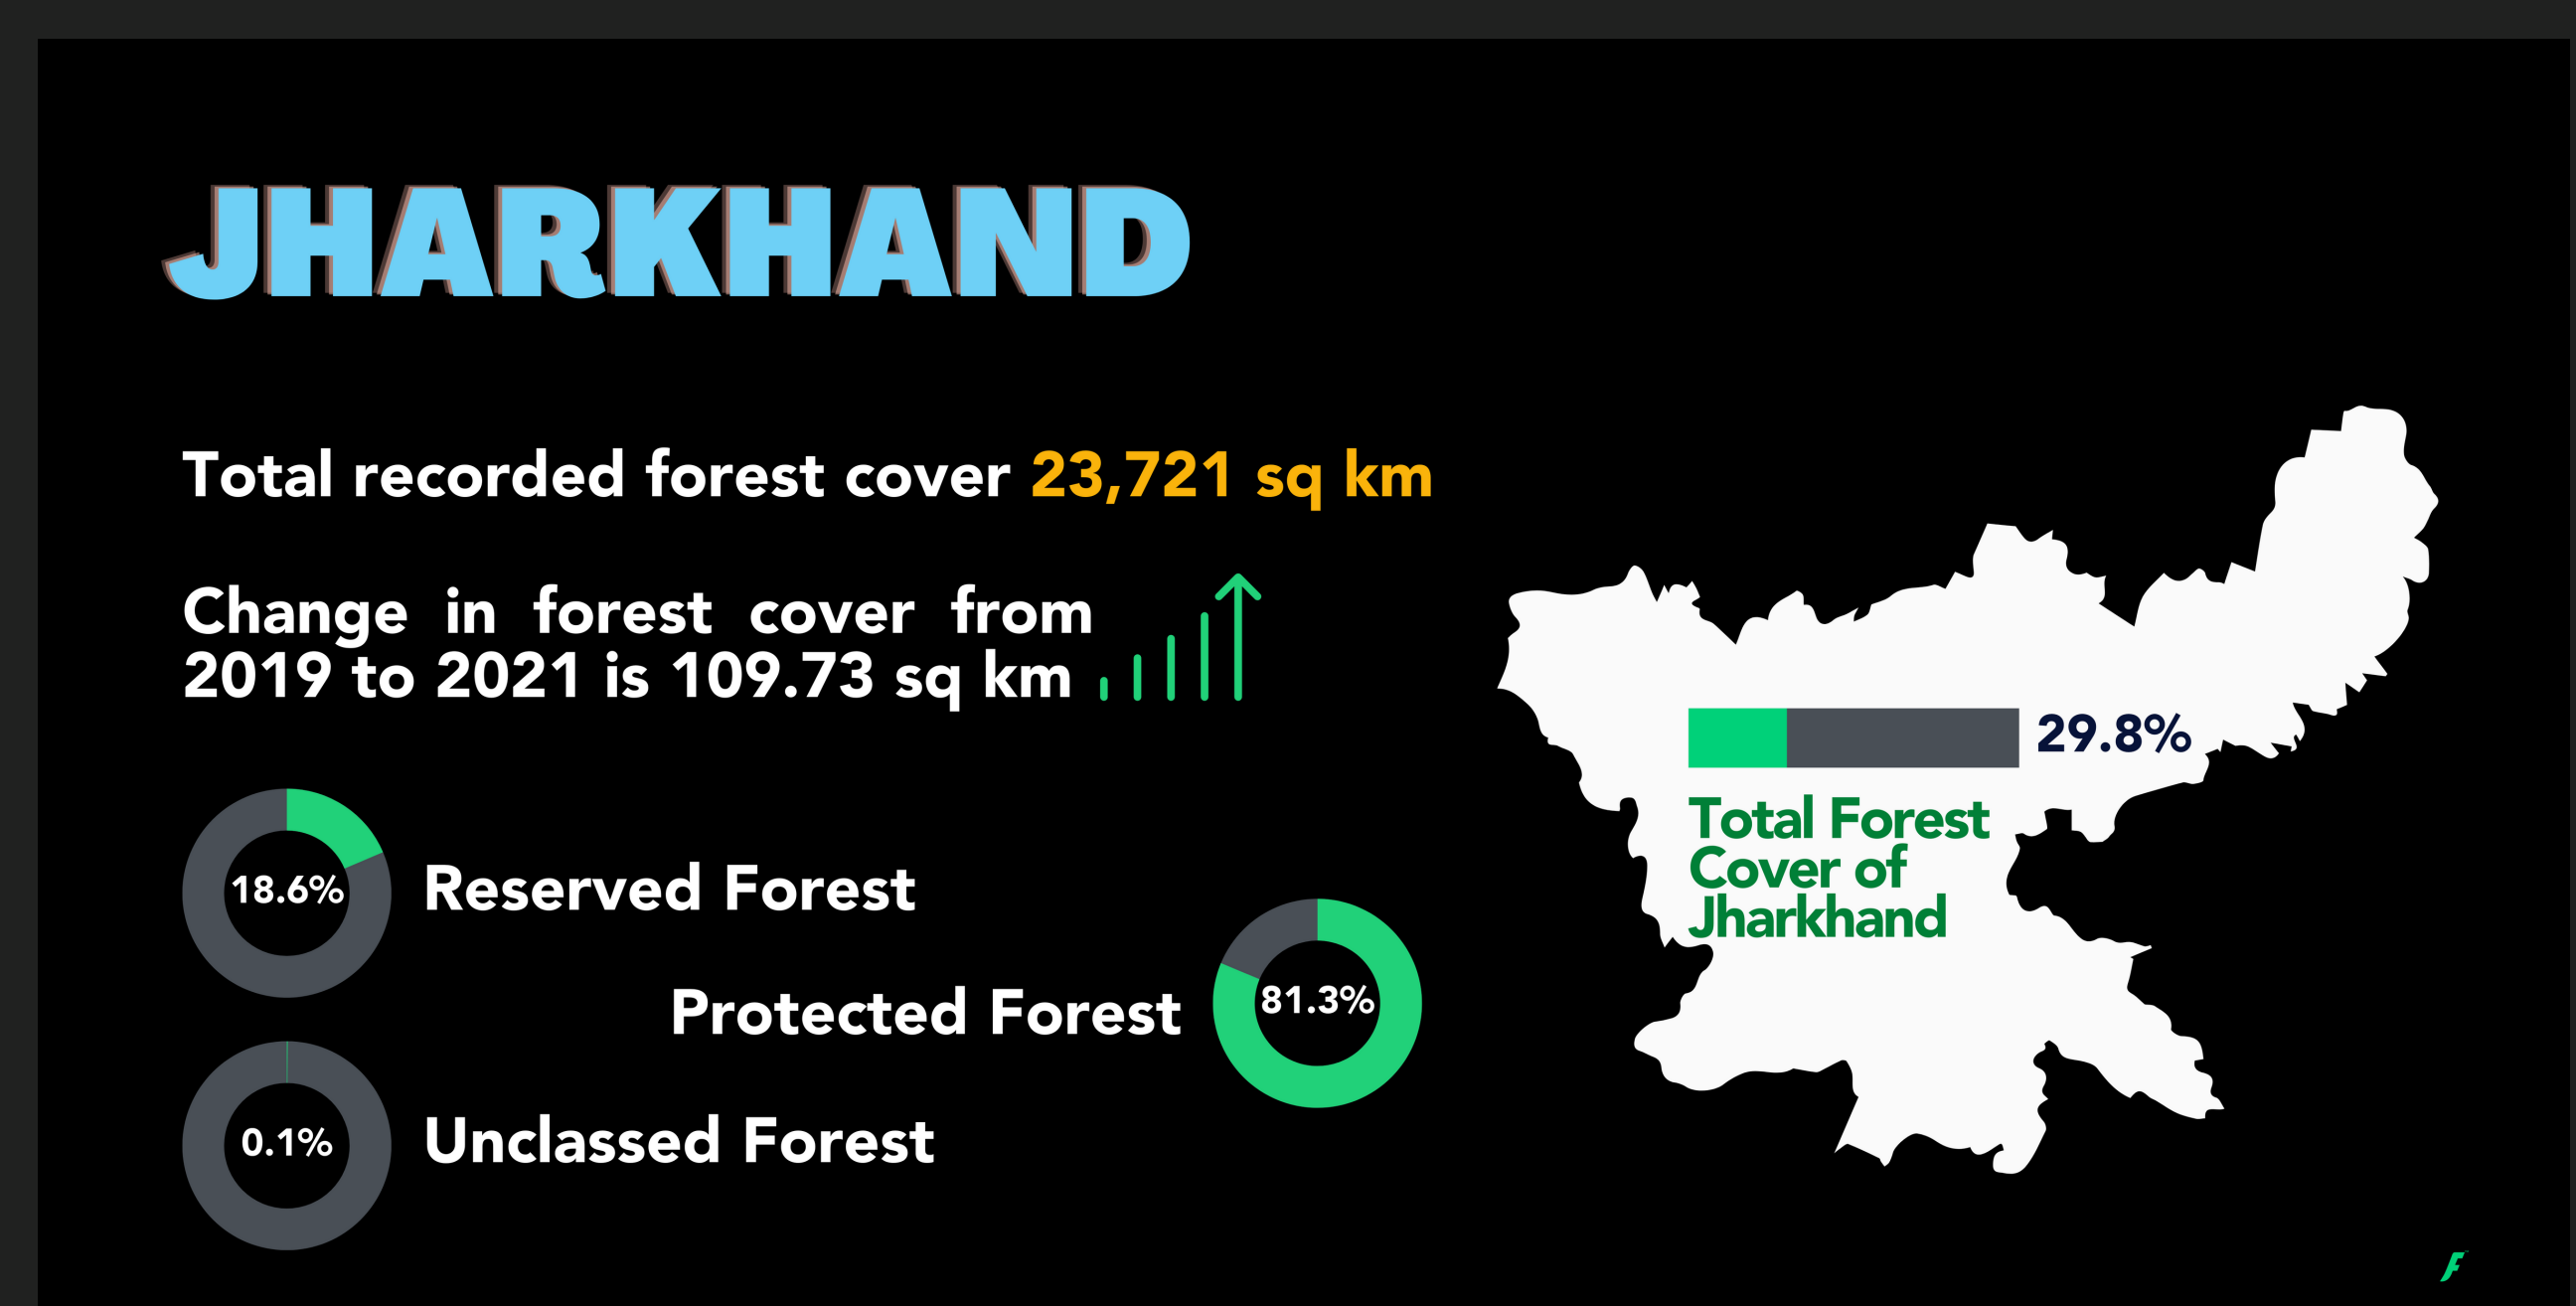 JHARKHAND
Total recorded forest cover 23,721 sq km
Change in forest cover from
2019 to 2021 is 109.73 sq km
18.6%
Reserved Forest
Protected Forest
81.3%
0.1%
Unclassed Forest
29.8%
Total Forest
Cover of
Jharkhand